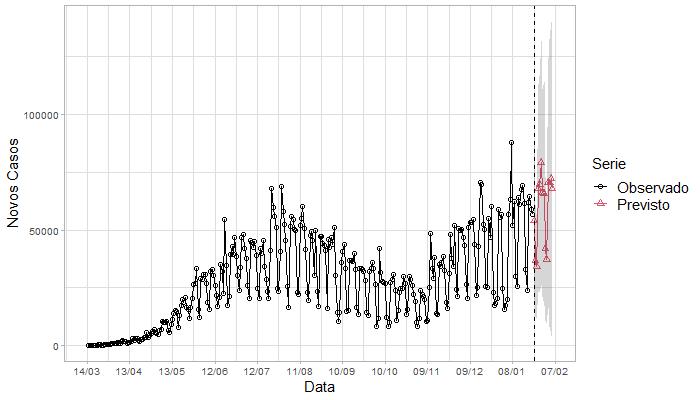 Novos Casos
100000
50000
0
14/03 13/04 13/05 12/06 12/07 11/08 10/09 10/10 09/11 09/12 08/01 07/02
Data
Serie
Observado
Previsto